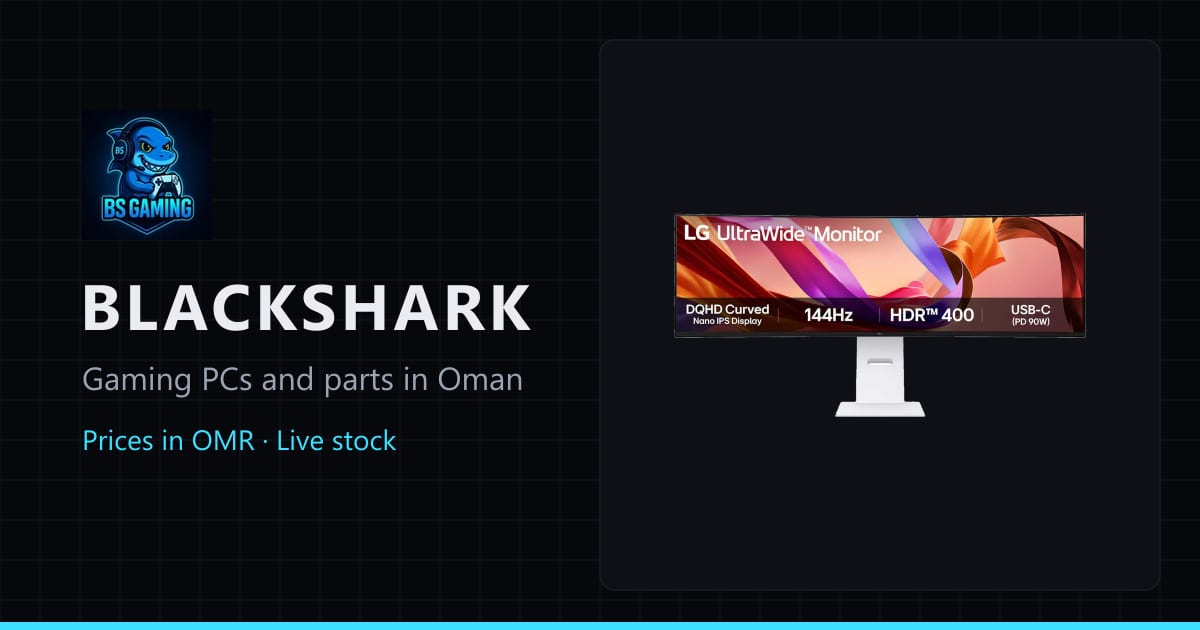 BS
BS GAMING
BLACKSHARK
Gaming PCs and parts in Oman
Prices in OMR · Live stock
LG UltraWide™ Monitor
DQHD Curved
Nano IPS Display
144Hz
HDR™ 400
USB-C
(PD 90W)